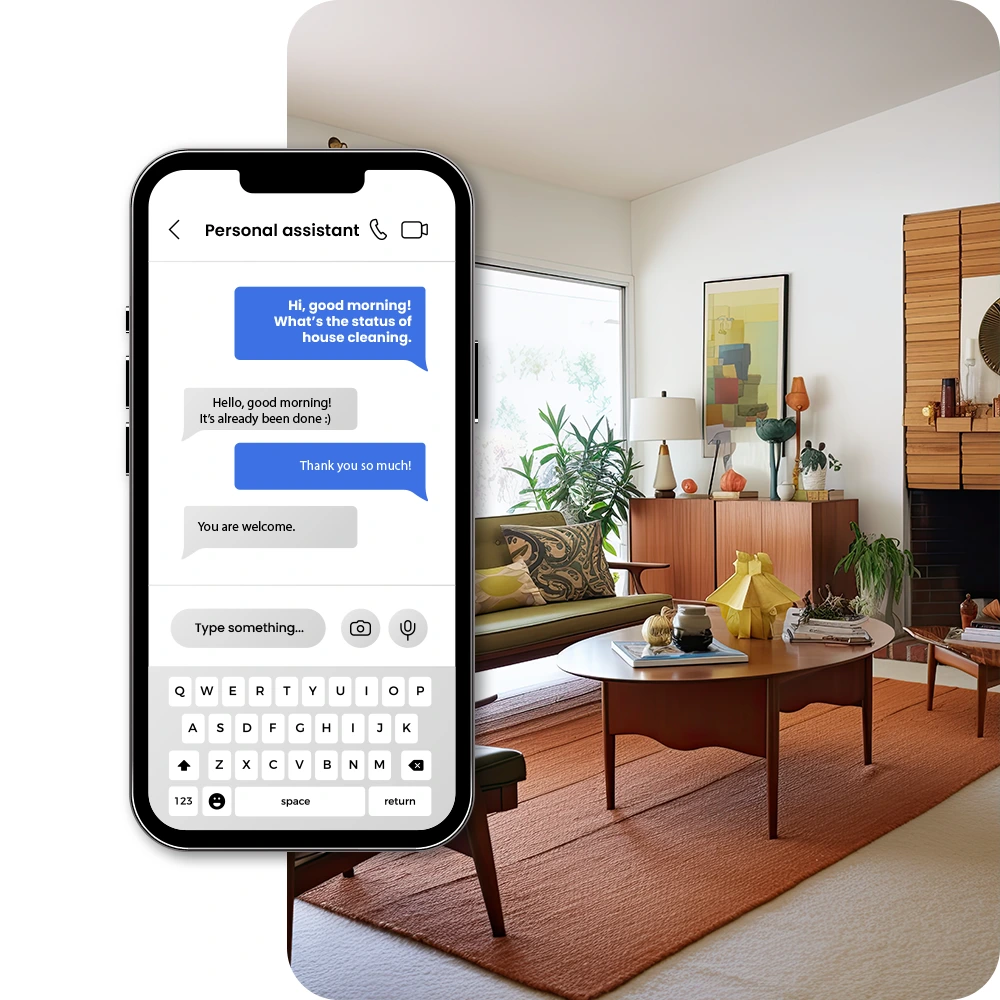 Personal assistant
Hi, good morning!
What's the status of
house cleaning.
Hello, good morning!
It's already been done :)
Thank you so much!
You are welcome.
Type something...
Q W E R T Y U I O P
A S D F G H I J K
Z X C V B N M
123 space return